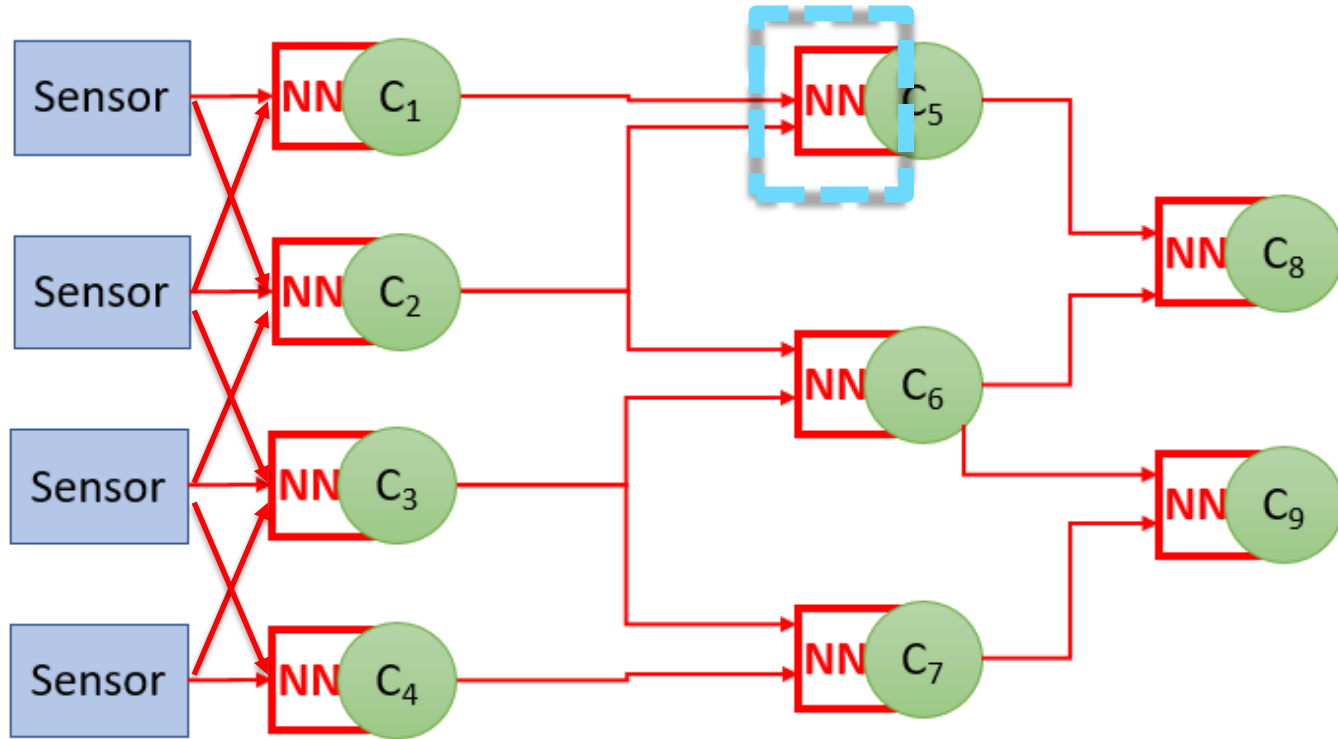 Sensor
NN C₁
NN C₅
Sensor
NN C₂
NN C₈
NN C₆
Sensor
NN C₃
NN C₉
Sensor
NN C₄
NN C₇